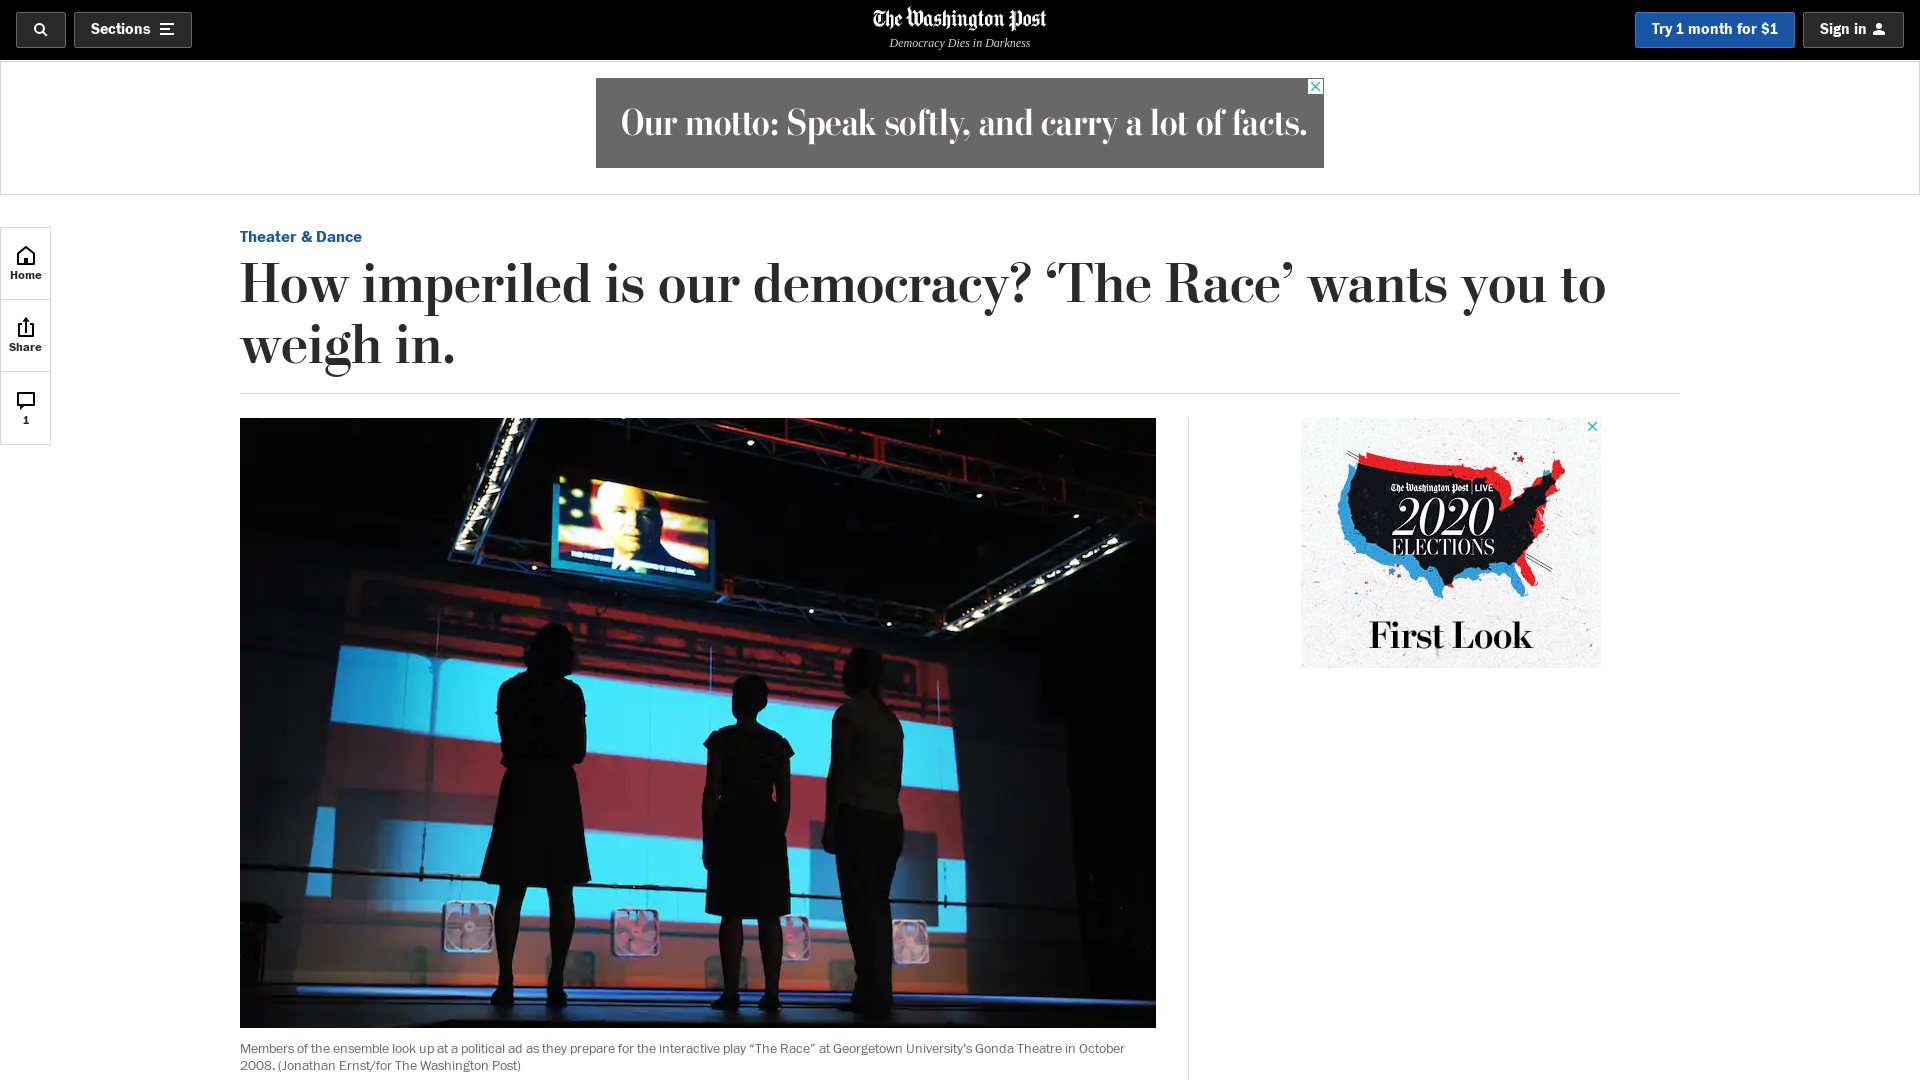 Sections
The Washington Post
Democracy Dies in Darkness
Try 1 month for $1
Sign in
Our motto: Speak softly, and carry a lot of facts.
Home
Share
1
Theater & Dance
How imperiled is our democracy? ‘The Race’ wants you to
weigh in.
The Washington Post LIVE
2020
ELECTIONS
First Look
Members of the ensemble look up at a political ad as they prepare for the interactive play “The Race” at Georgetown University’s Gonda Theatre in October
2008. (Jonathan Ernst/for The Washington Post)